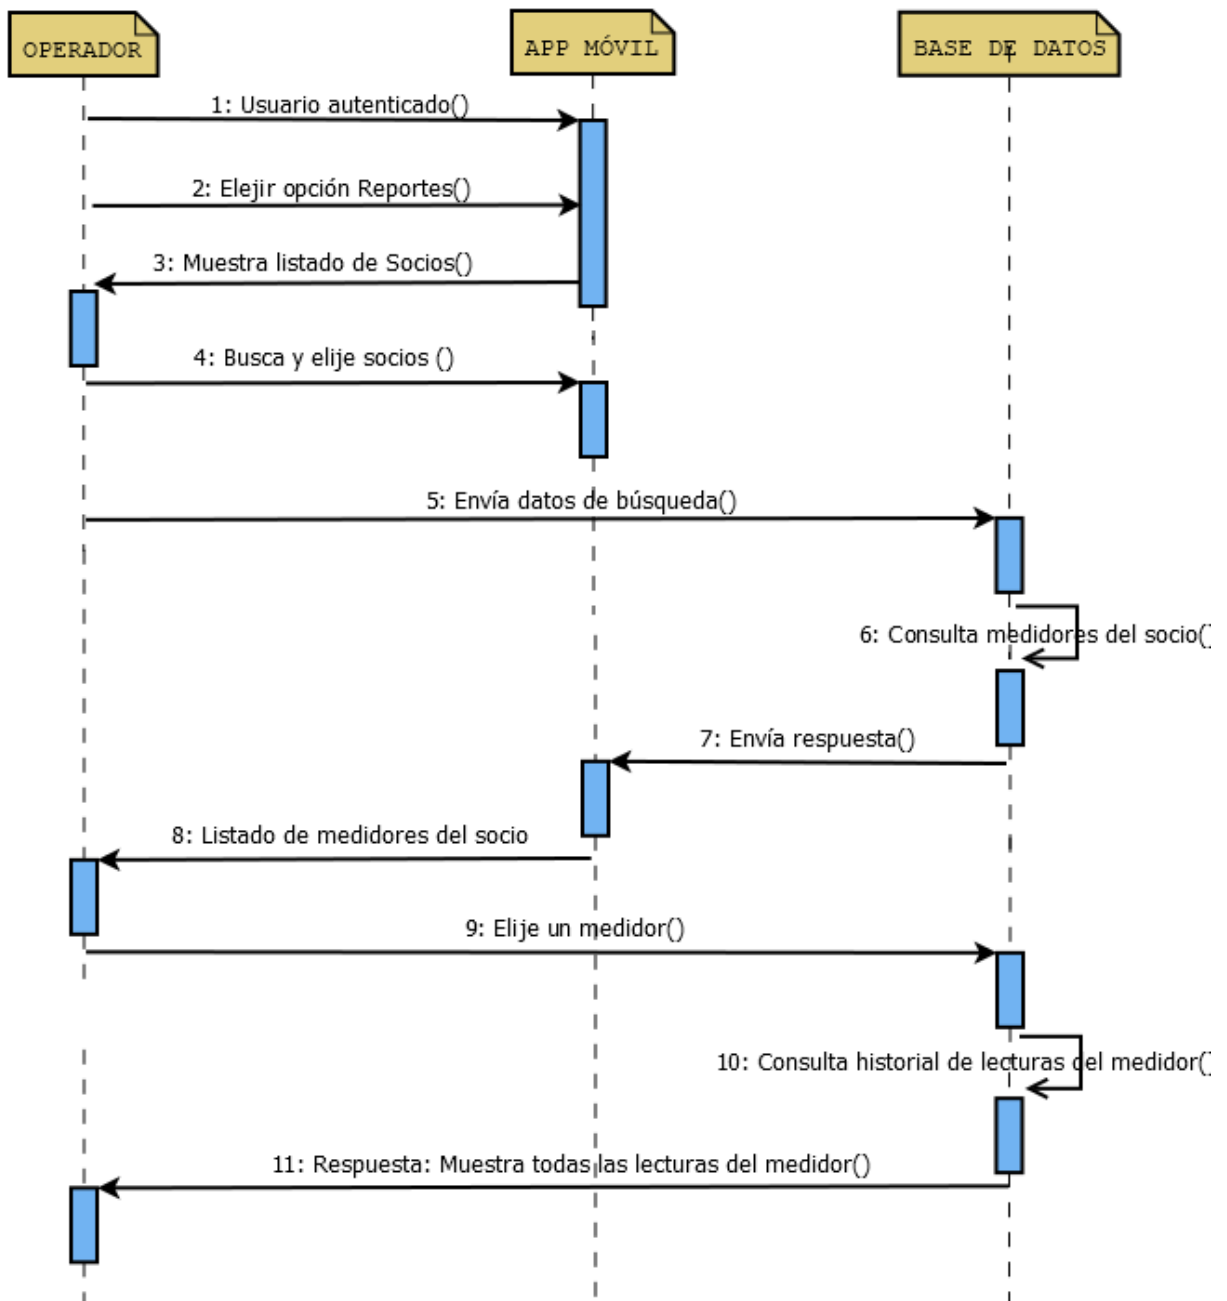 OPERADOR
APP MÓVIL
BASE DE DATOS
1: Usuario autenticado()
2: Elejir opción Reportes()
3: Muestra listado de Socios()
4: Busca y elije socios ()
5: Envía datos de búsqueda()
6: Consulta medidores del socio()
7: Envía respuesta()
8: Listado de medidores del socio
9: Elije un medidor()
10: Consulta historial de lecturas del medidor()
11: Respuesta: Muestra todas las lecturas del medidor()